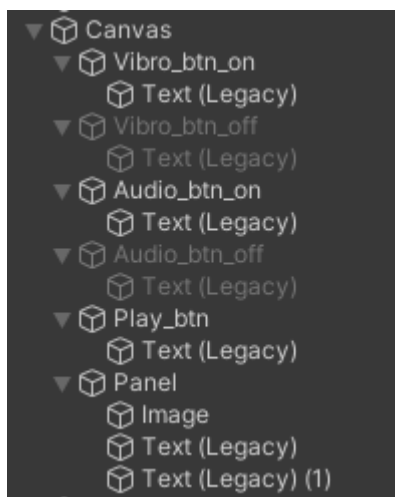 Canvas
Vibro_btn_on
Text (Legacy)
Vibro_btn_off
Text (Legacy)
Audio_btn_on
Text (Legacy)
Audio_btn_off
Text (Legacy)
Play_btn
Text (Legacy)
Panel
Image
Text (Legacy)
Text (Legacy) (1)